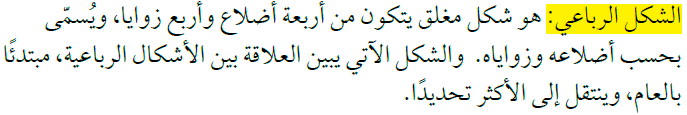 الشكل الرباعي: هو شكل مغلق يتكون من أربعة أضلاع وأربع زوايا، ويُسمّى
بحسب أضلاعه وزواياه. والشكل الآتي يبين العلاقة بين الأشكال الرباعية، مبتدئًا
بالعام، وينتقل إلى الأكثر تحديدًا.